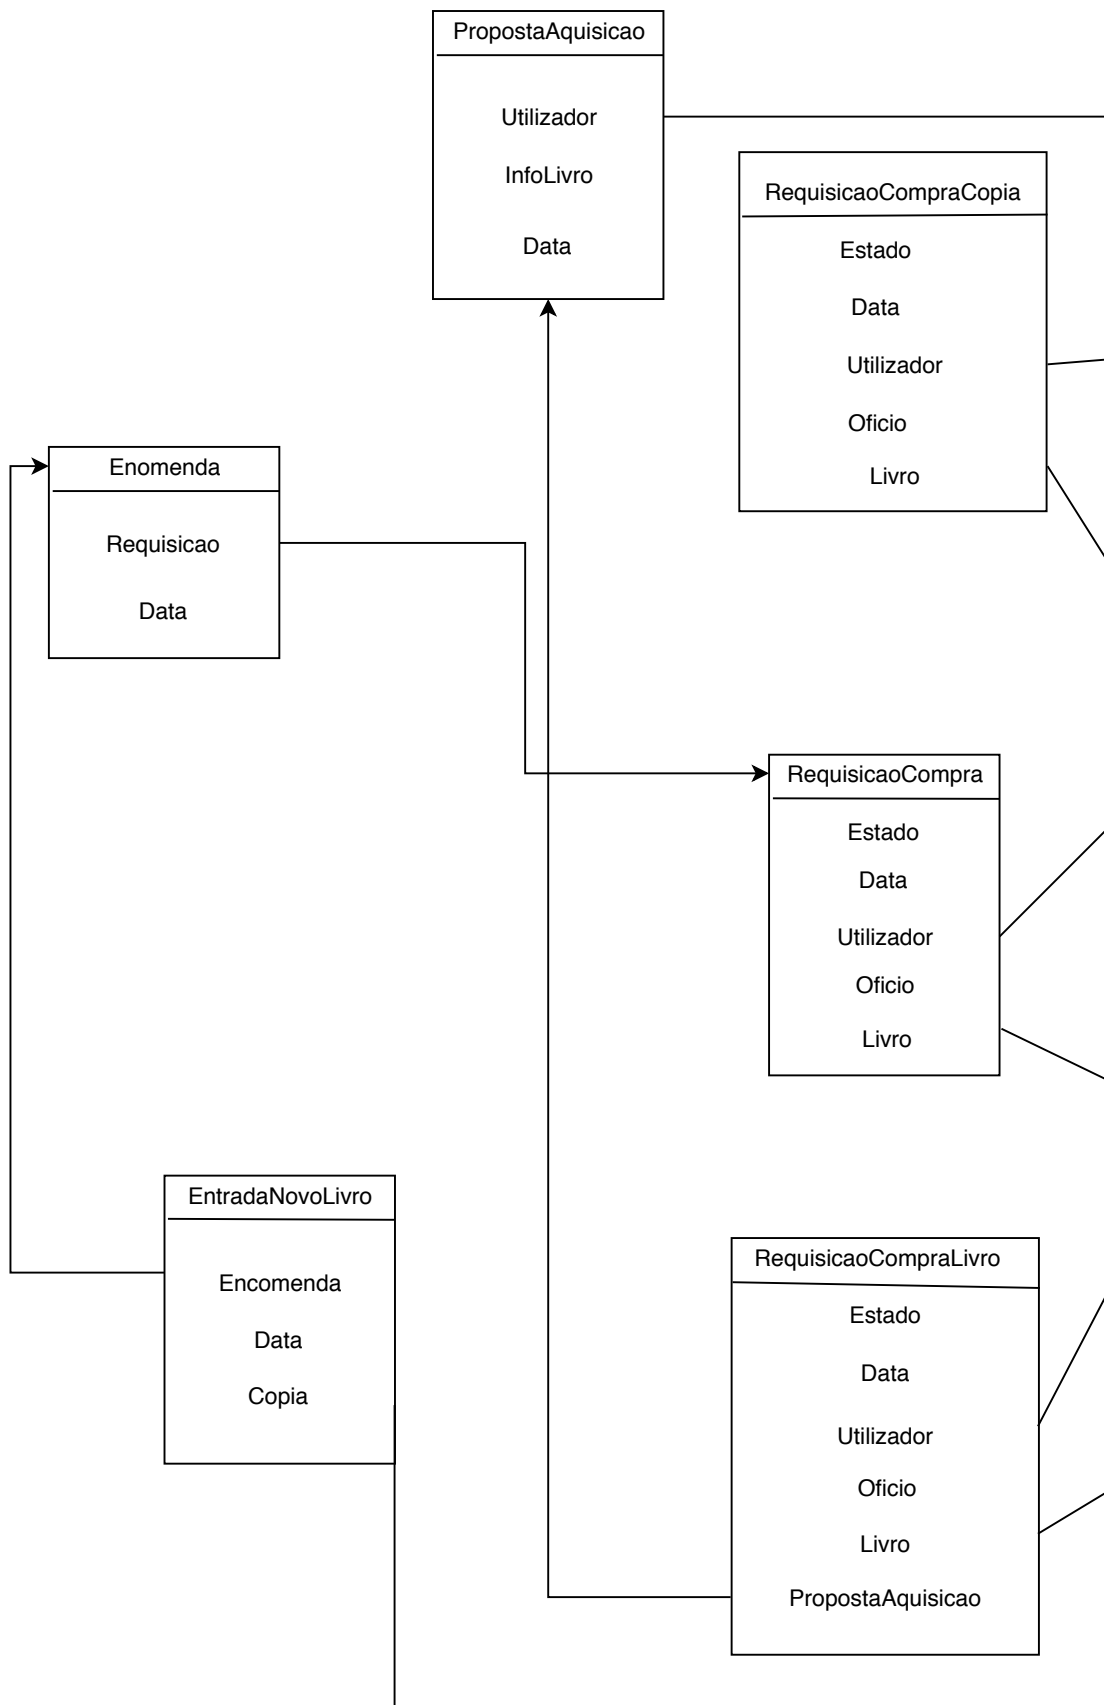 PropostaAquisicao
Utilizador
InfoLivro
Data
RequisicaoCompraCopia
Estado
Data
Utilizador
Oficio
Livro
Enomenda
Requisicao
Data
RequisicaoCompra
Estado
Data
Utilizador
Oficio
Livro
EntradaNovoLivro
Encomenda
Data
Copia
RequisicaoCompraLivro
Estado
Data
Utilizador
Oficio
Livro
PropostaAquisicao